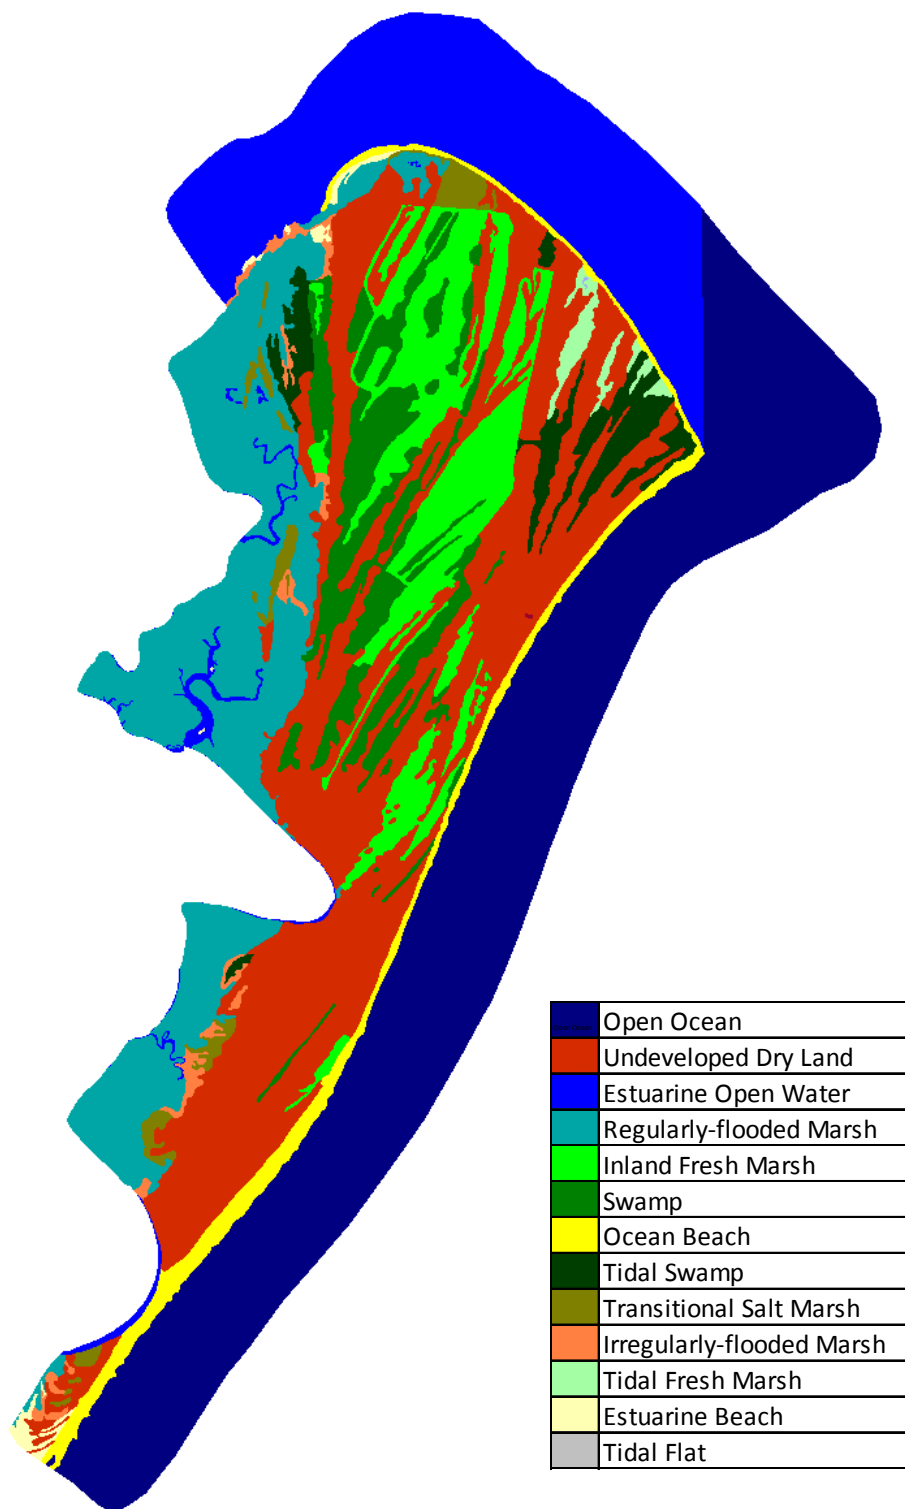 Open Ocean
Undeveloped Dry Land
Estuarine Open Water
Regularly-flooded Marsh
Inland Fresh Marsh
Swamp
Ocean Beach
Tidal Swamp
Transitional Salt Marsh
Irregularly-flooded Marsh
Tidal Fresh Marsh
Estuarine Beach
Tidal Flat